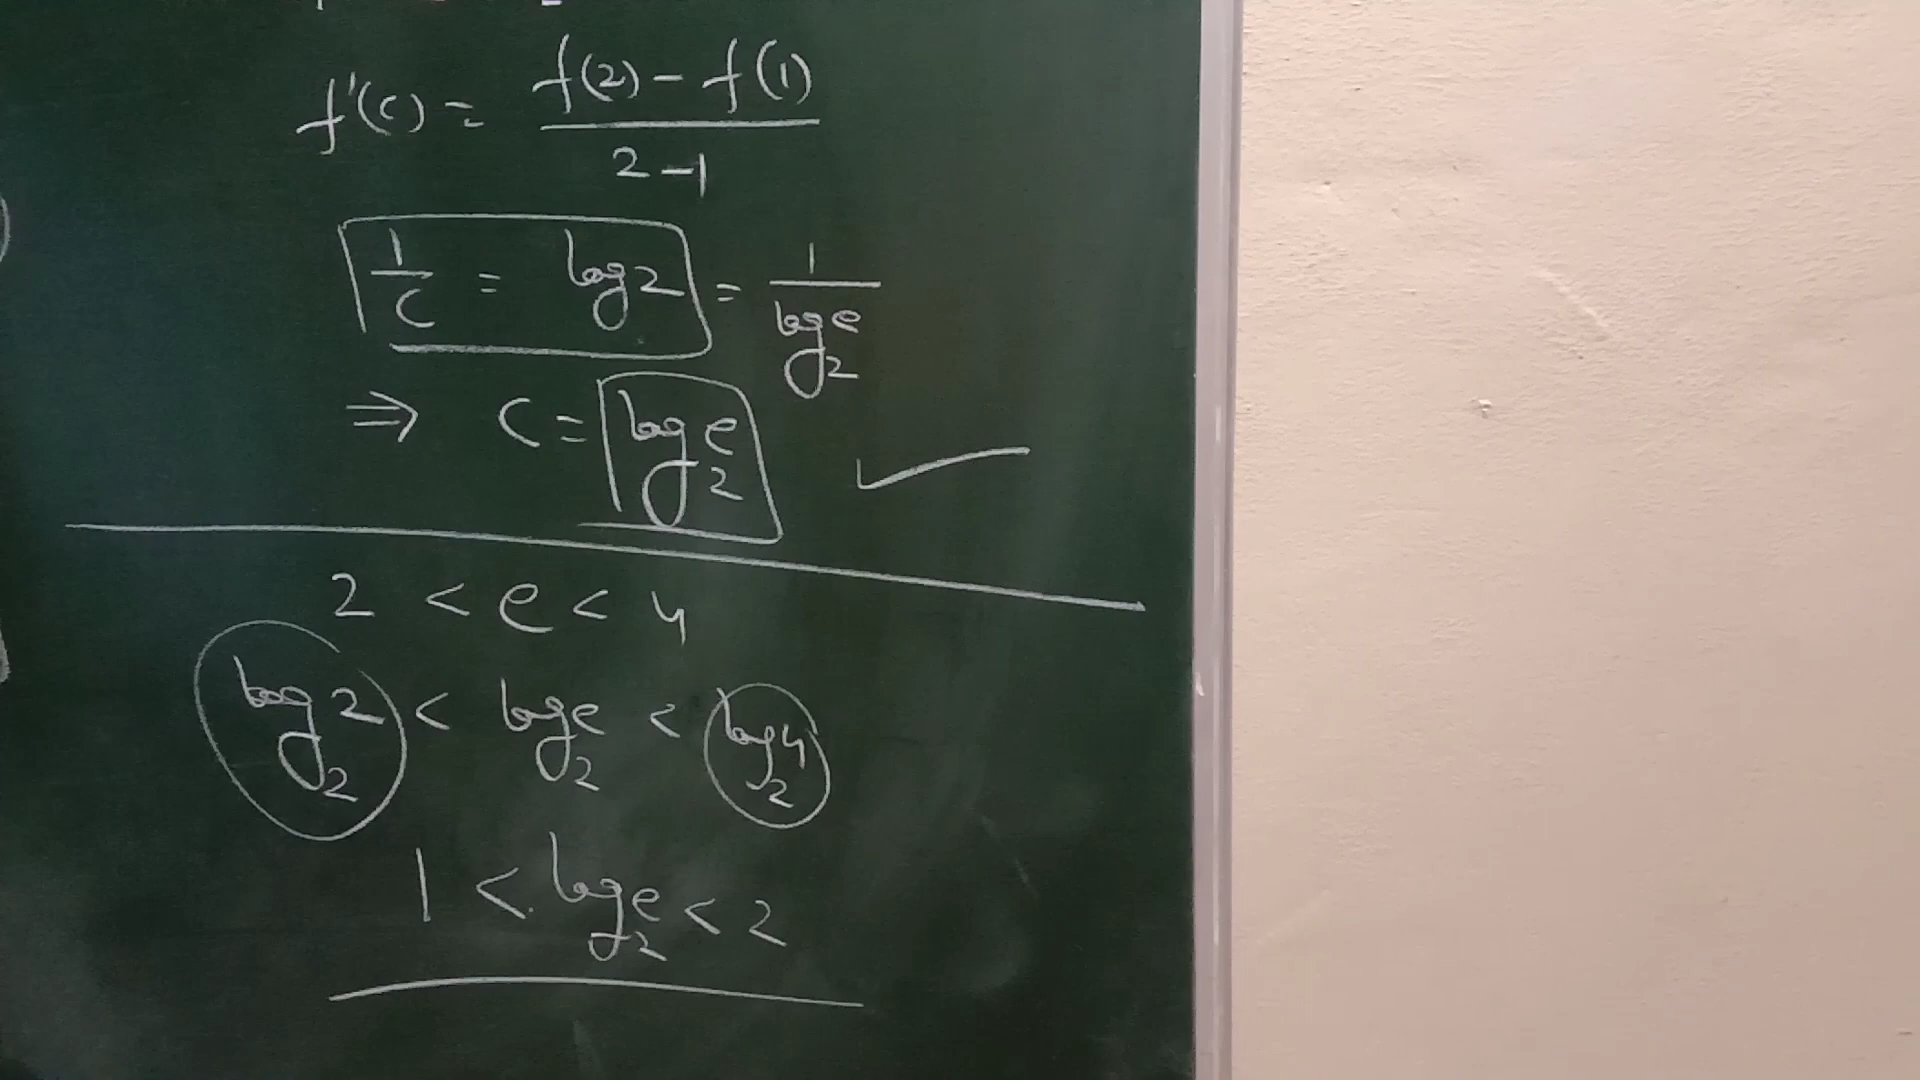 f'(c) = f(2) - f(1) / 2-1
1/c = log 2 = 1/log₂e
⇒ c = log₂e ✓
2 < e < 4
log₂2 < log₂e < log₂4
1 < log₂e < 2